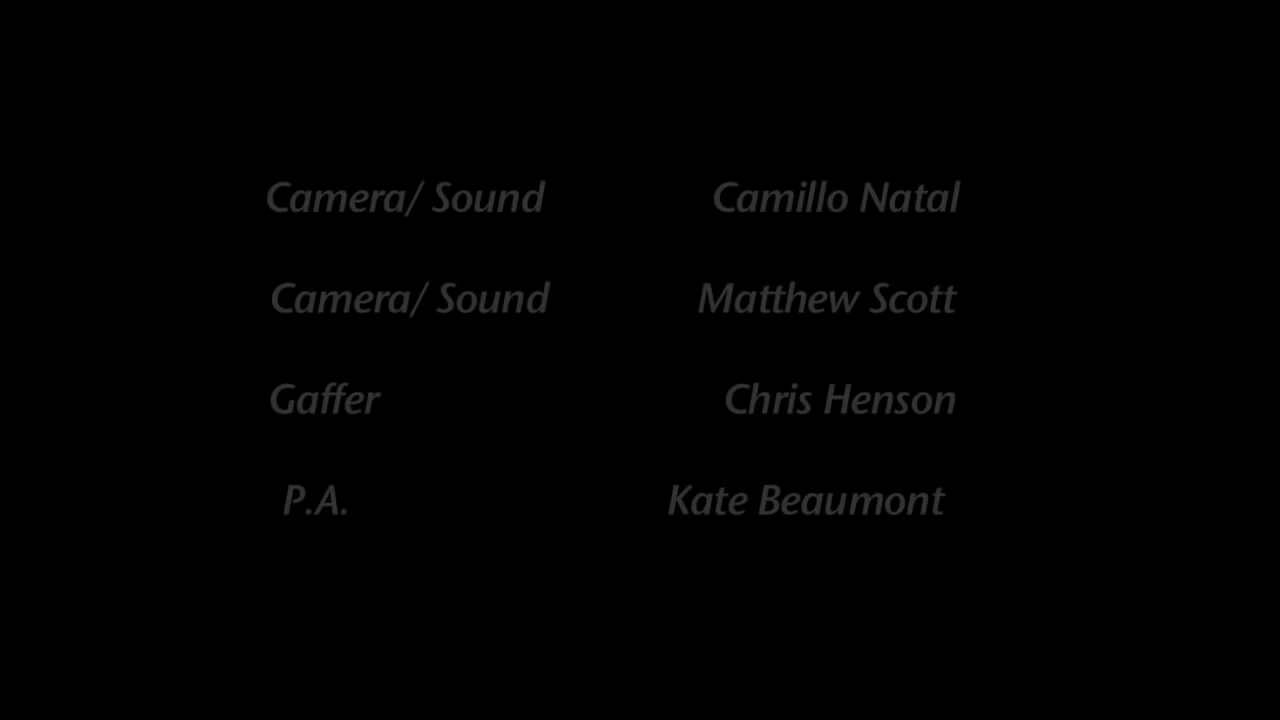 Camera/ Sound Camillo Natal
Camera/ Sound Matthew Scott
Gaffer Chris Henson
P.A. Kate Beaumont